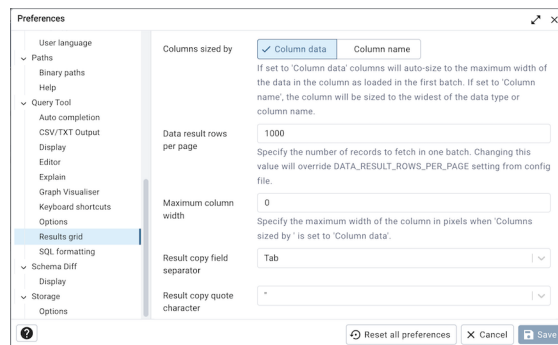 Preferences
User language
Paths
Binary paths
Help
Query Tool
Auto completion
CSV/TXT Output
Display
Editor
Explain
Graph Visualiser
Keyboard shortcuts
Options
Results grid
SQL formatting
Schema Diff
Display
Storage
Options
Columns sized by
Column data
Column name
If set to 'Column data' columns will auto-size to the maximum width of
the data in the column as loaded in the first batch. If set to 'Column
name', the column will be sized to the widest of the data type or
column name.
Data result rows
per page
1000
Specify the number of records to fetch in one batch. Changing this
value will override DATA_RESULT_ROWS_PER_PAGE setting from config
file.
Maximum column
width
0
Specify the maximum width of the column in pixels when 'Columns
sized by ' is set to 'Column data'.
Result copy field
separator
Tab
Result copy quote
character
"
?
Reset all preferences
Cancel
Save